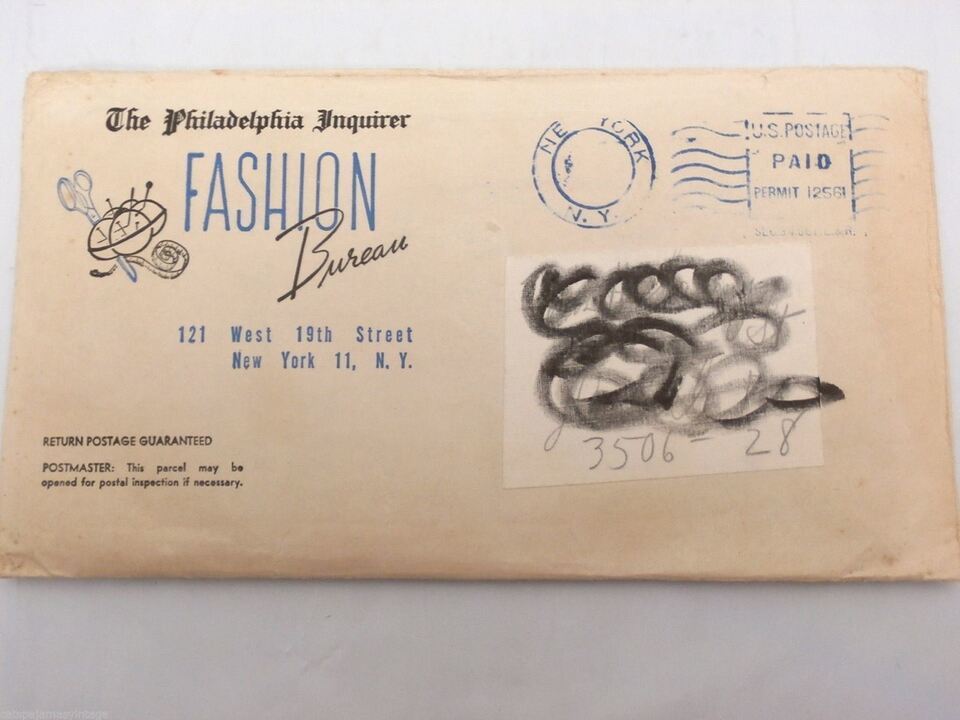 The Philadelphia Inquirer
FASHION
Bureau
121 West 19th Street
New York 11, N. Y.
RETURN POSTAGE GUARANTEED
POSTMASTER: This parcel may be
opened for postal inspection if necessary.
NEW YORK
N. Y.
U.S. POSTAGE
PAID
PERMIT 12561
3506 - 28
catspajamasvintage